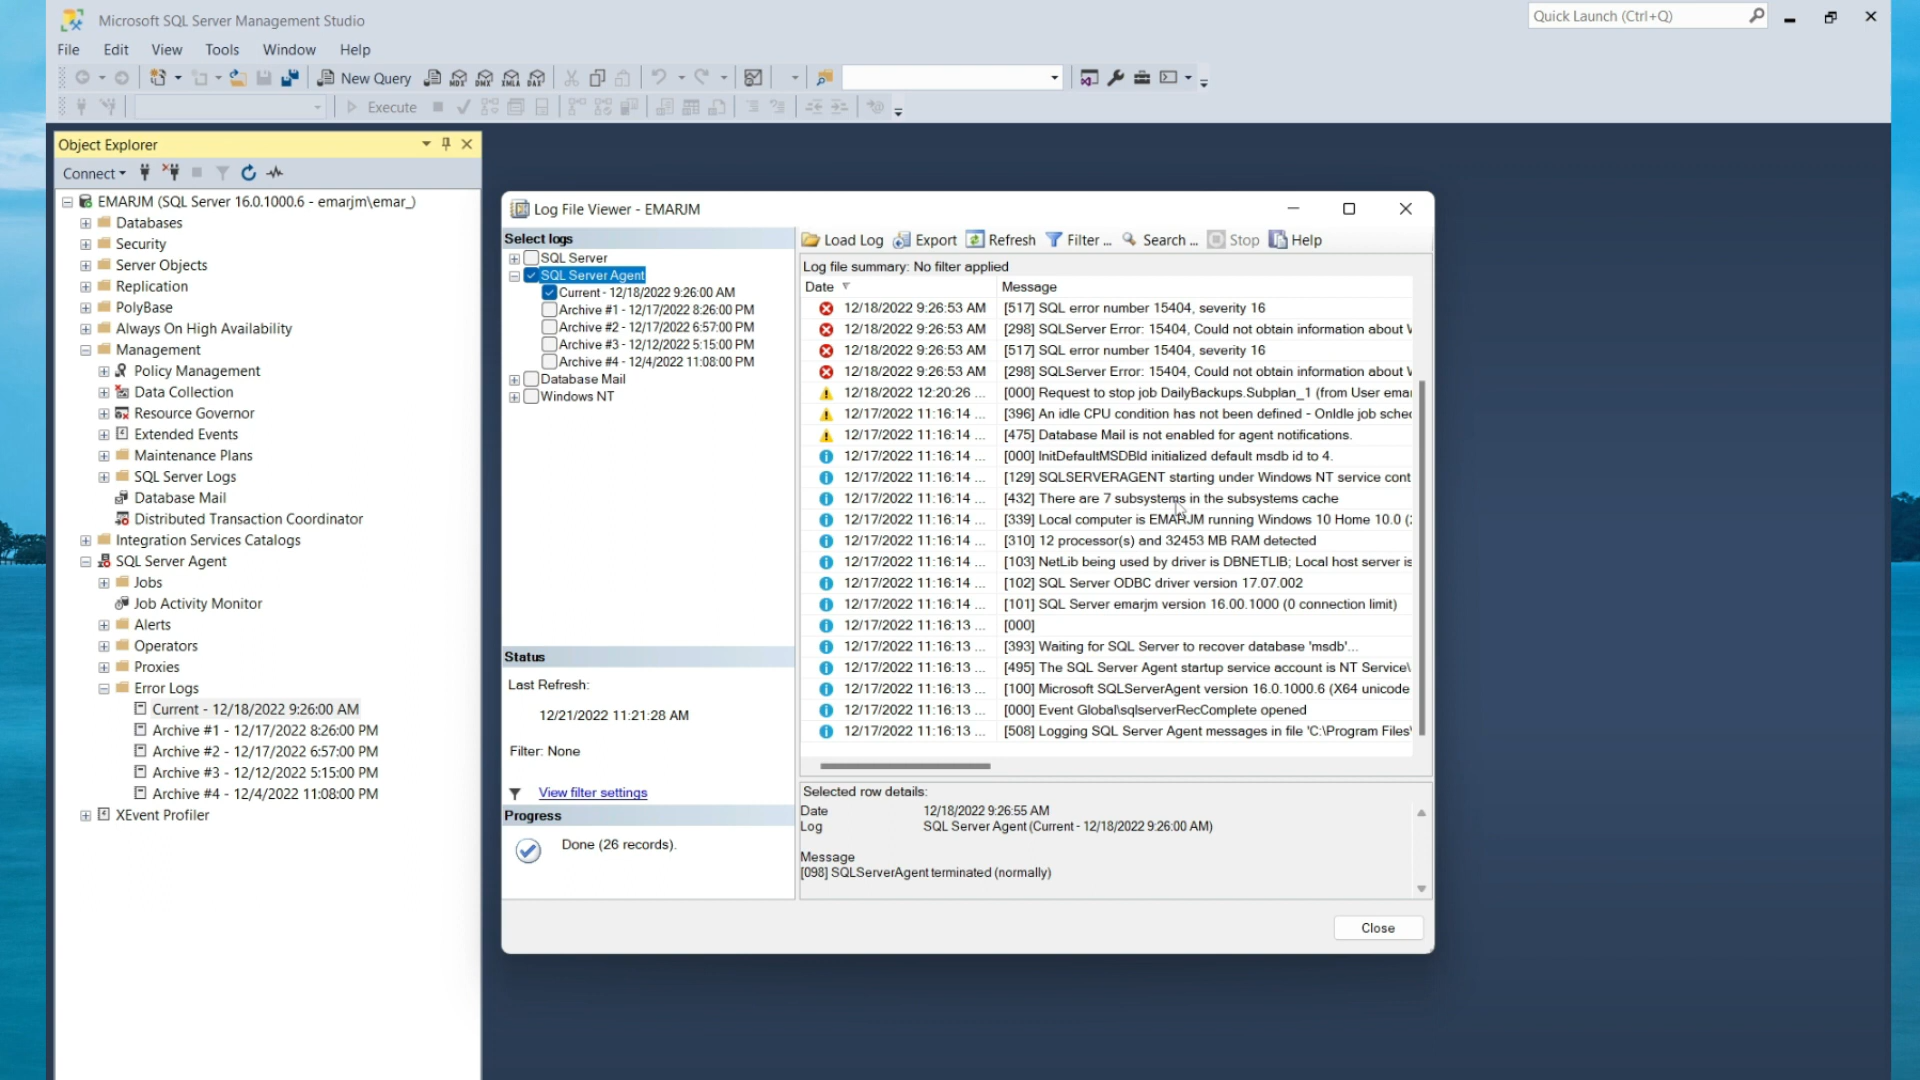 Microsoft SQL Server Management Studio
Quick Launch (Ctrl+Q)
File Edit View Tools Window Help
New Query MDX DMX XMLA DAX
Execute
Object Explorer
Connect
EMARJM (SQL Server 16.0.1000.6 - emarjm\emar_)
Databases
Security
Server Objects
Replication
PolyBase
Always On High Availability
Management
Policy Management
Data Collection
Resource Governor
Extended Events
Maintenance Plans
SQL Server Logs
Database Mail
Distributed Transaction Coordinator
Integration Services Catalogs
SQL Server Agent
Jobs
Job Activity Monitor
Alerts
Operators
Proxies
Error Logs
Current - 12/18/2022 9:26:00 AM
Archive #1 - 12/17/2022 8:26:00 PM
Archive #2 - 12/17/2022 6:57:00 PM
Archive #3 - 12/12/2022 5:15:00 PM
Archive #4 - 12/4/2022 11:08:00 PM
XEvent Profiler
Log File Viewer - EMARJM
Select logs
SQL Server
SQL Server Agent
Current - 12/18/2022 9:26:00 AM
Archive #1 - 12/17/2022 8:26:00 PM
Archive #2 - 12/17/2022 6:57:00 PM
Archive #3 - 12/12/2022 5:15:00 PM
Archive #4 - 12/4/2022 11:08:00 PM
Database Mail
Windows NT
Status
Last Refresh:
12/21/2022 11:21:28 AM
Filter: None
View filter settings
Progress
Done (26 records).
Load Log Export Refresh Filter ... Search ... Stop Help
Log file summary: No filter applied
Date Message
12/18/2022 9:26:53 AM [517] SQL error number 15404, severity 16
12/18/2022 9:26:53 AM [298] SQLServer Error: 15404, Could not obtain information about
12/18/2022 9:26:53 AM [517] SQL error number 15404, severity 16
12/18/2022 9:26:53 AM [298] SQLServer Error: 15404, Could not obtain information about
12/18/2022 12:20:26 ... [000] Request to stop job DailyBackups.Subplan_1 (from User emar
12/17/2022 11:16:14 ... [396] An idle CPU condition has not been defined - OnIdle job sche
12/17/2022 11:16:14 ... [475] Database Mail is not enabled for agent notifications.
12/17/2022 11:16:14 ... [000] InitDefaultMSDBId initialized default msdb id to 4.
12/17/2022 11:16:14 ... [129] SQLSERVERAGENT starting under Windows NT service cont
12/17/2022 11:16:14 ... [432] There are 7 subsystems in the subsystems cache
12/17/2022 11:16:14 ... [339] Local computer is EMARJM running Windows 10 Home 10.0 (
12/17/2022 11:16:14 ... [310] 12 processor(s) and 32453 MB RAM detected
12/17/2022 11:16:14 ... [103] NetLib being used by driver is DBNETLIB; Local host server is
12/17/2022 11:16:14 ... [102] SQL Server ODBC driver version 17.07.002
12/17/2022 11:16:14 ... [101] SQL Server emarjm version 16.00.1000 (0 connection limit)
12/17/2022 11:16:13 ... [000]
12/17/2022 11:16:13 ... [393] Waiting for SQL Server to recover database 'msdb'...
12/17/2022 11:16:13 ... [495] The SQL Server Agent startup service account is NT Service\
12/17/2022 11:16:13 ... [100] Microsoft SQLServerAgent version 16.0.1000.6 (X64 unicode
12/17/2022 11:16:13 ... [000] Event Global\sqlserverRecComplete opened
12/17/2022 11:16:13 ... [508] Logging SQL Server Agent messages in file 'C:\Program Files\
Selected row details:
Date 12/18/2022 9:26:55 AM
Log SQL Server Agent (Current - 12/18/2022 9:26:00 AM)
Message
[098] SQLServerAgent terminated (normally)
Close